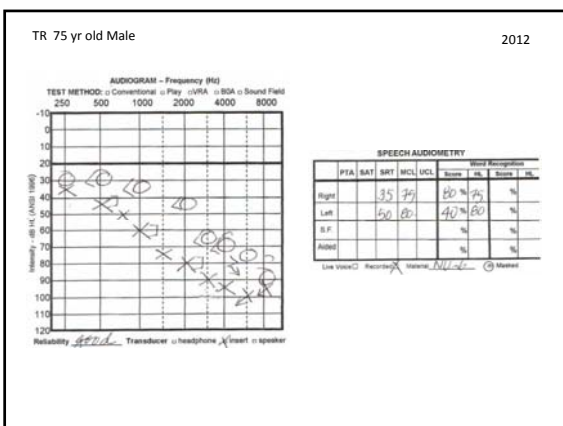 TR 75 yr old Male
2012
AUDIOGRAM – Frequency (Hz)
TEST METHOD: □ Conventional □ Play □ VRA □ BOA □ Sound Field
250 500 1000 2000 4000 8000
-10
0
10
20
30
40
50
60
70
80
90
100
110
120
Intensity - dB HL (ANSI 1996)
Reliability good Transducer □ headphone X insert □ speaker
SPEECH AUDIOMETRY
Word Recognition
PTA SAT SRT MCL UCL Score HL Score HL
Right 35 75 80 % 75 %
Left 50 80 40 % 80 %
S.F. % %
Aided % %
Live Voice □ Recorded X Material NU-6 Masked